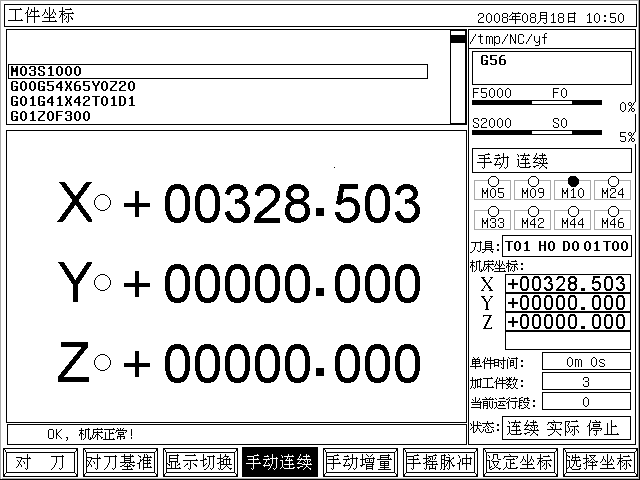 工件坐标
2008年08月18日 10:50
M03S1000
G00G54X65Y0Z20
G01G41X42T01D1
G01Z0F300
/tmp/NC/yf
G56
F5000 F0
0%
S2000 S0
5%
手动 连续
M05 M09 M10 M24
M33 M42 M44 M46
刀具: T01 H0 D001T00
机床坐标:
X +00328.503
Y +00000.000
Z +00000.000
X +00328.503
Y +00000.000
Z +00000.000
单件时间: 0m 0s
加工件数: 3
当前运行段: 0
状态: 连续 实际 停止
OK, 机床正常!
对 刀 对刀基准 显示切换 手动连续 手动增量 手摇脉冲 设定坐标 选择坐标